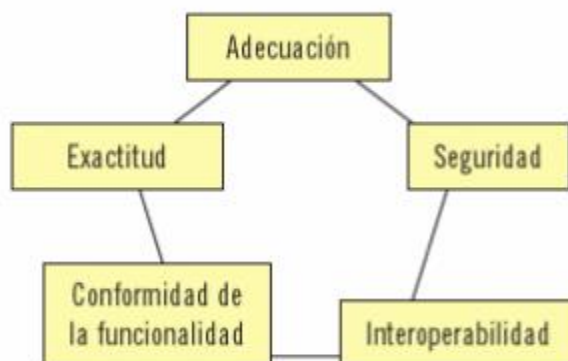 Adecuación
Exactitud
Seguridad
Conformidad de
la funcionalidad
Interoperabilidad